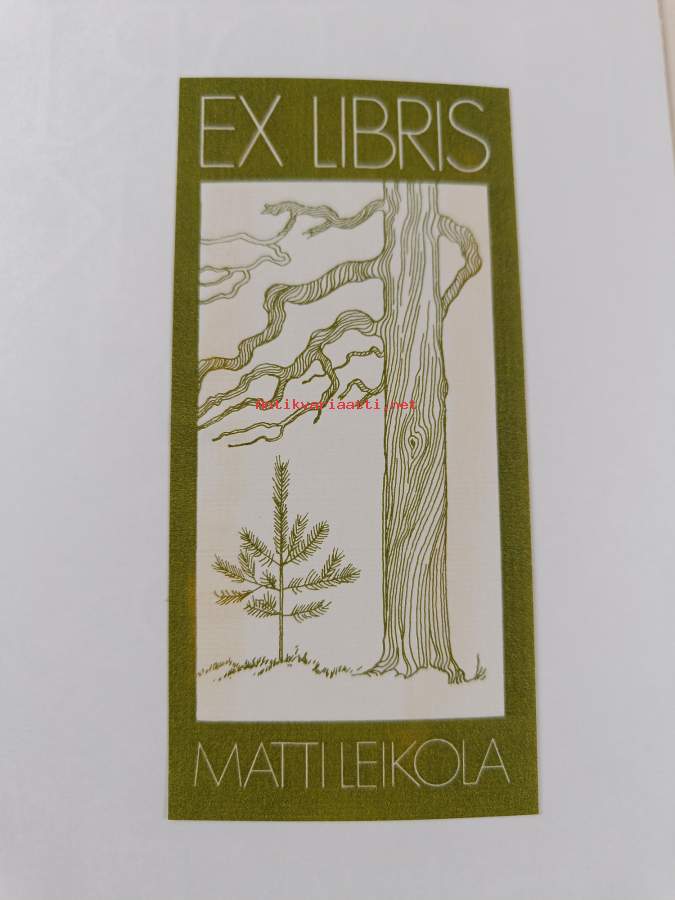 EX LIBRIS
Antikvariaatti.net
MATTI LEIKOLA